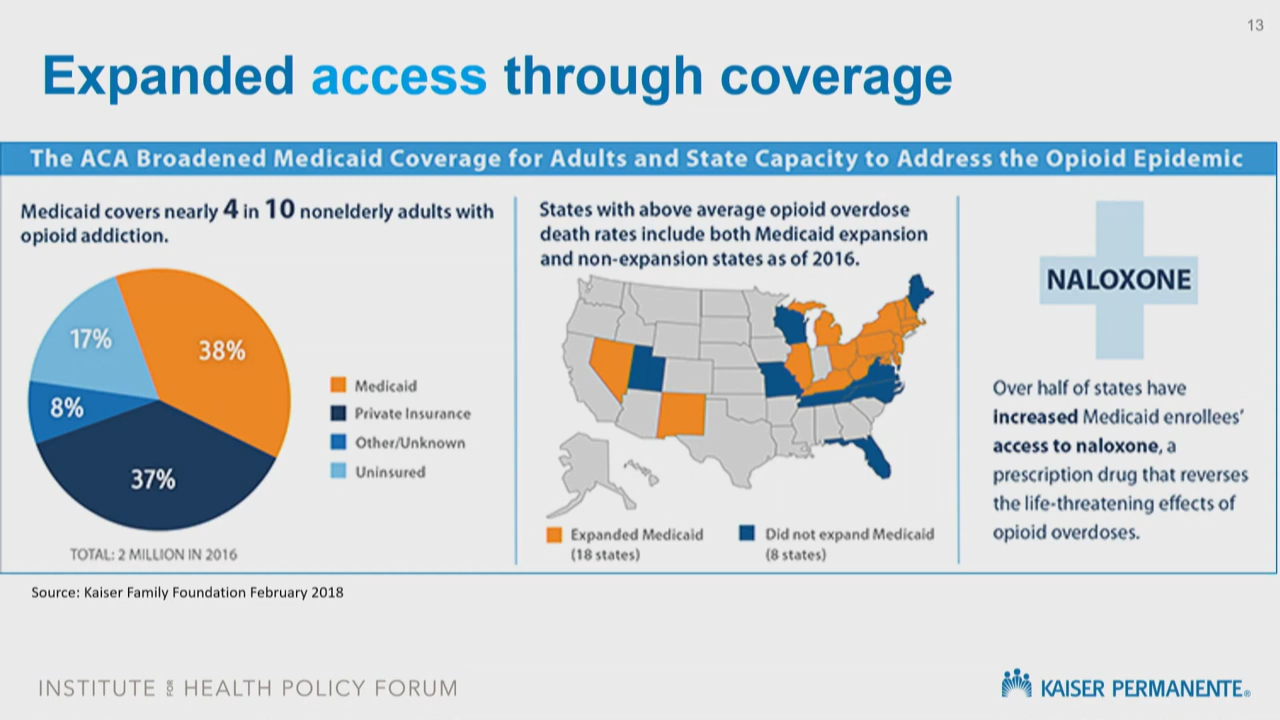 13
Expanded access through coverage
The ACA Broadened Medicaid Coverage for Adults and State Capacity to Address the Opioid Epidemic
Medicaid covers nearly 4 in 10 nonelderly adults with
opioid addiction.
17%
38%
8%
37%
Medicaid
Private Insurance
Other/Unknown
Uninsured
TOTAL: 2 MILLION IN 2016
States with above average opioid overdose
death rates include both Medicaid expansion
and non-expansion states as of 2016.
Expanded Medicaid
(18 states)
Did not expand Medicaid
(8 states)
NALOXONE
Over half of states have
increased Medicaid enrollees'
access to naloxone, a
prescription drug that reverses
the life-threatening effects of
opioid overdoses.
Source: Kaiser Family Foundation February 2018
INSTITUTE FOR HEALTH POLICY FORUM
KAISER PERMANENTE®